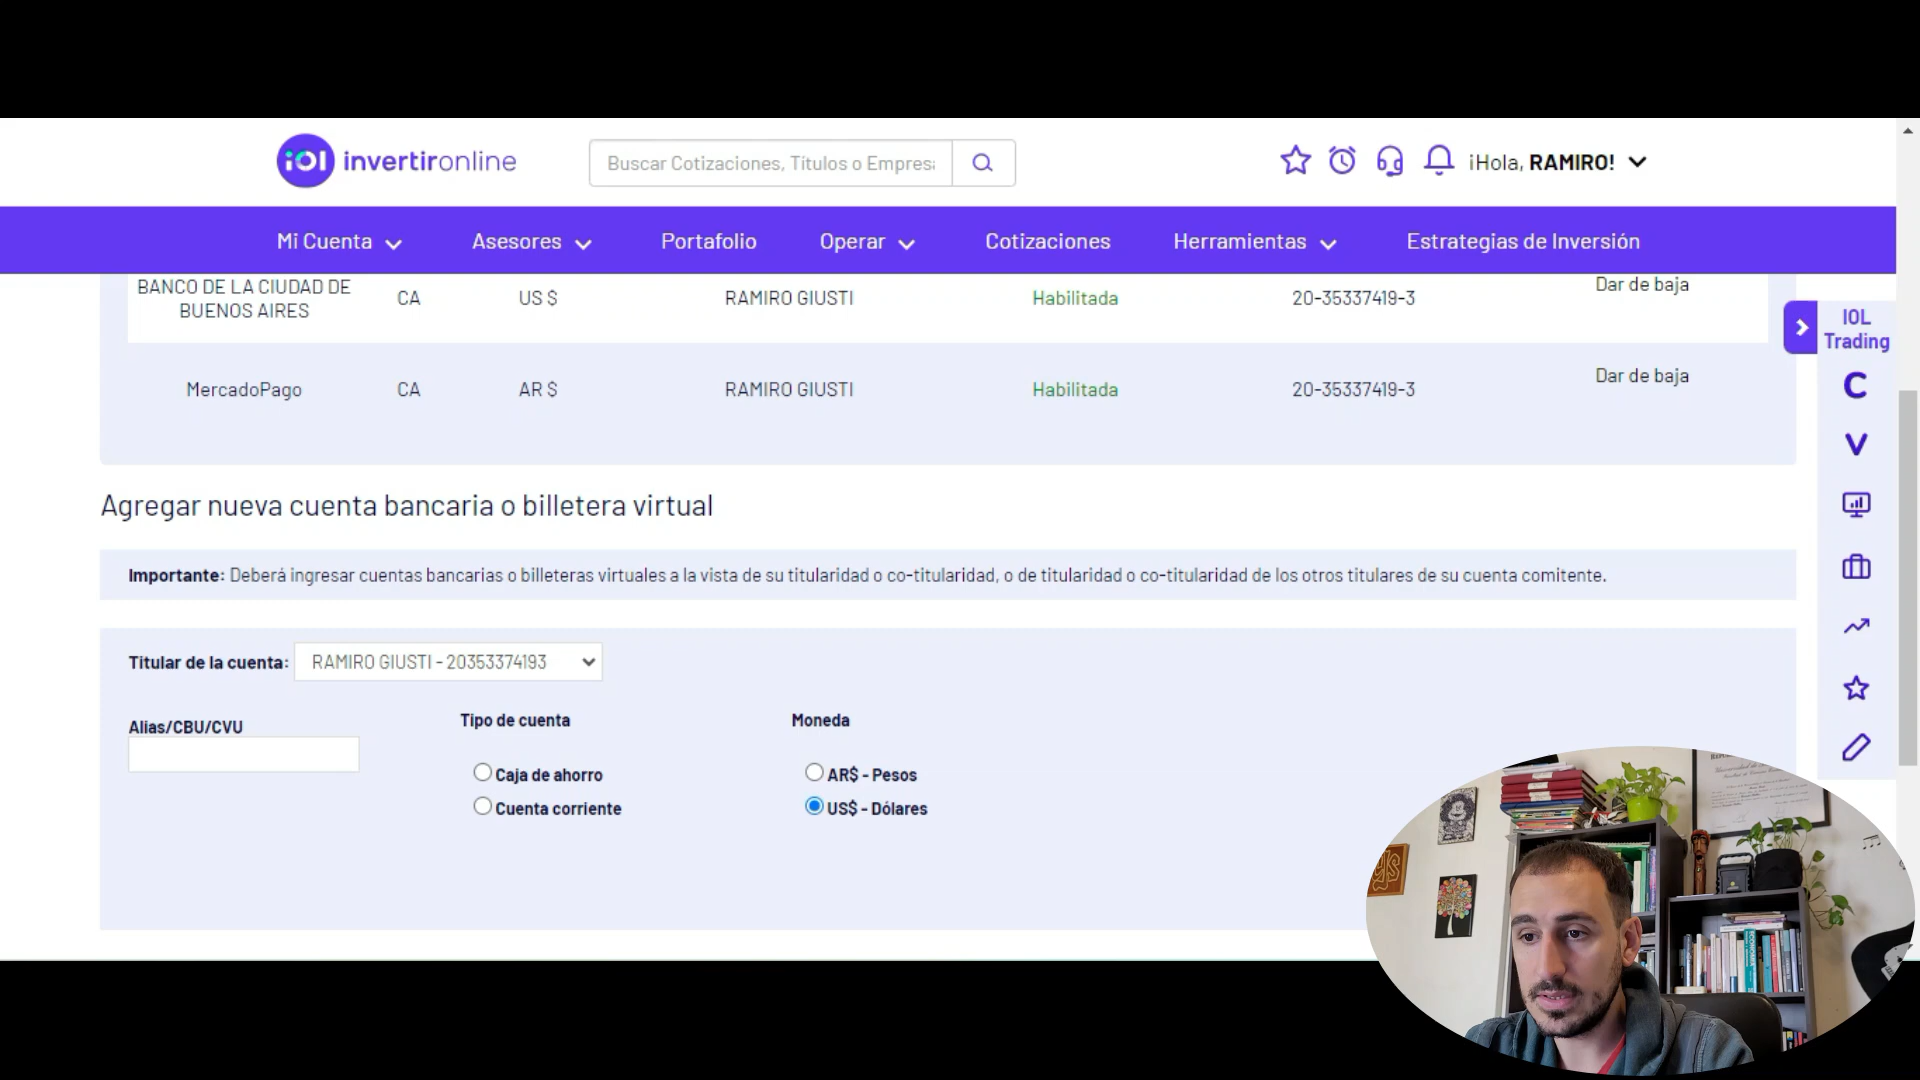 iol invertironline
Buscar Cotizaciones, Títulos o Empres
¡Hola, RAMIRO!
Mi Cuenta Asesores Portafolio Operar Cotizaciones Herramientas Estrategias de Inversión
BANCO DE LA CIUDAD DE BUENOS AIRES CA US $ RAMIRO GIUSTI Habilitada 20-35337419-3 Dar de baja
MercadoPago CA AR $ RAMIRO GIUSTI Habilitada 20-35337419-3 Dar de baja
IOL
Trading
C
V
Agregar nueva cuenta bancaria o billetera virtual
Importante: Deberá ingresar cuentas bancarias o billeteras virtuales a la vista de su titularidad o co-titularidad, o de titularidad o co-titularidad de los otros titulares de su cuenta comitente.
Titular de la cuenta: RAMIRO GIUSTI - 20353374193
Alias/CBU/CVU
Tipo de cuenta
Caja de ahorro
Cuenta corriente
Moneda
AR$ - Pesos
US$ - Dólares